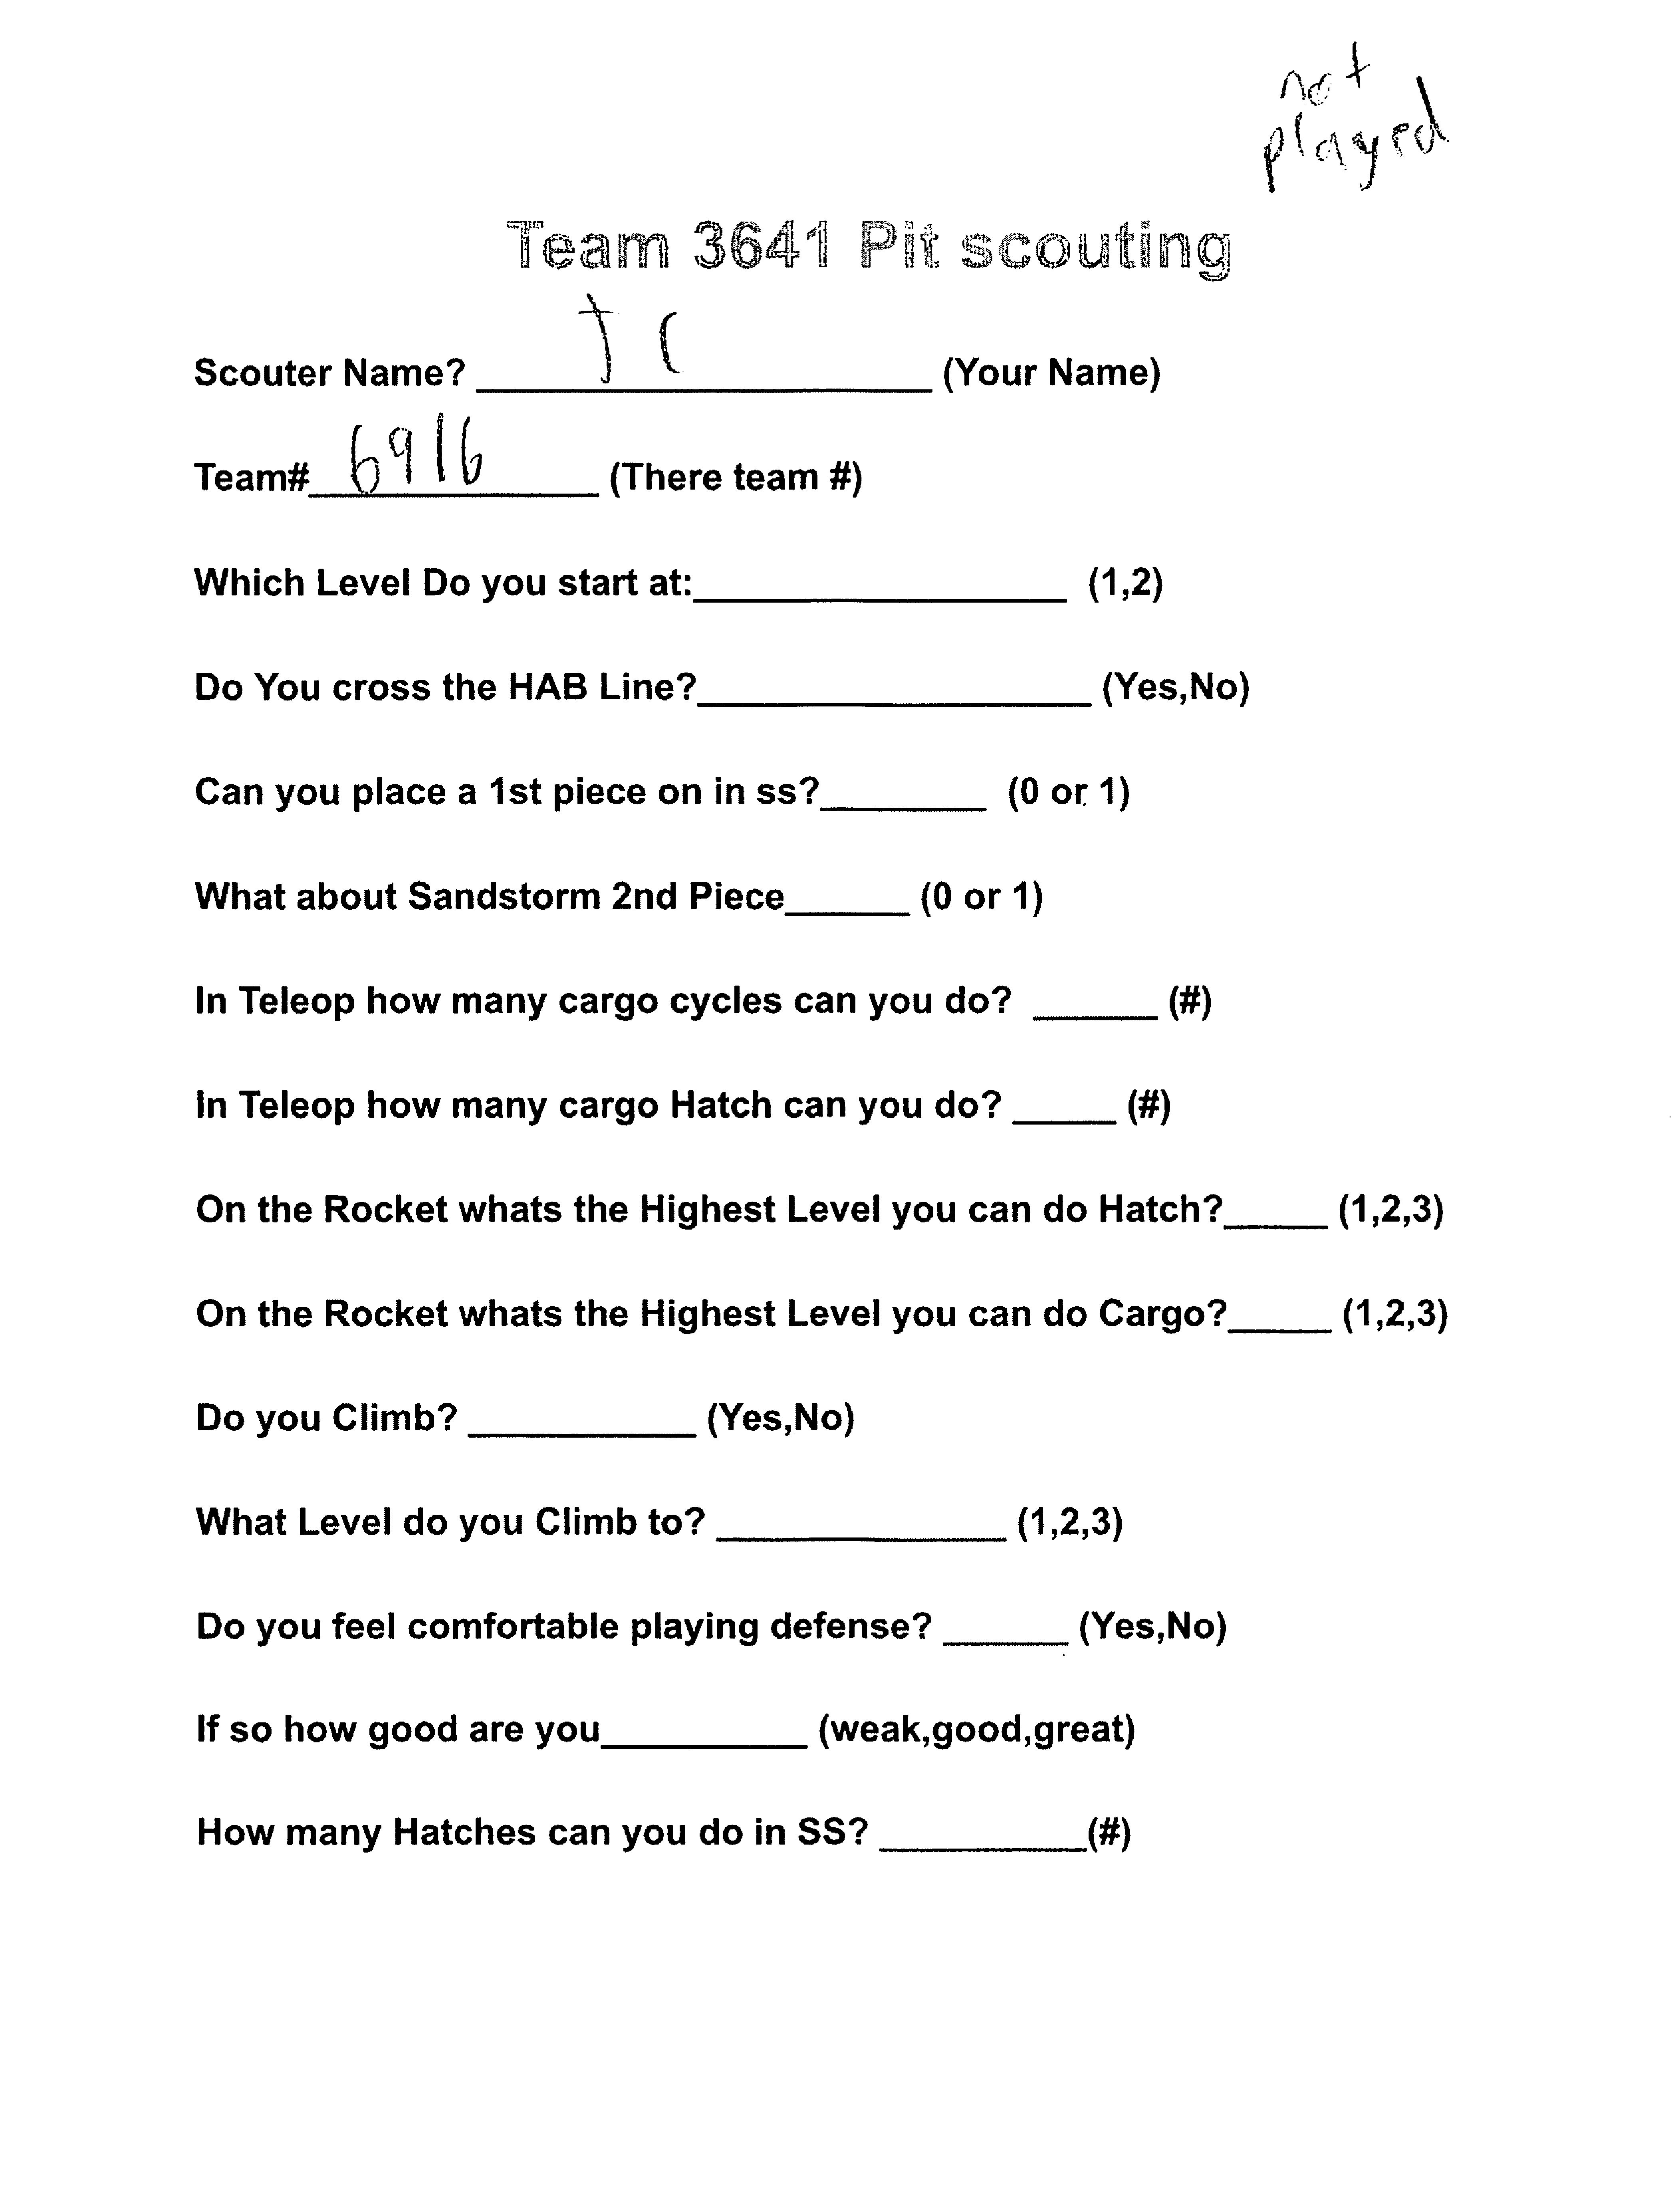 not
played
Team 3641 Pit scouting
Scouter Name? JC (Your Name)
Team# 6916 (There team #)
Which Level Do you start at:__________________ (1,2)
Do You cross the HAB Line?___________________ (Yes,No)
Can you place a 1st piece on in ss?________ (0 or 1)
What about Sandstorm 2nd Piece______ (0 or 1)
In Teleop how many cargo cycles can you do? ______ (#)
In Teleop how many cargo Hatch can you do? _____ (#)
On the Rocket whats the Highest Level you can do Hatch?_____ (1,2,3)
On the Rocket whats the Highest Level you can do Cargo?_____ (1,2,3)
Do you Climb? ___________ (Yes,No)
What Level do you Climb to? ______________ (1,2,3)
Do you feel comfortable playing defense? ______ (Yes,No)
If so how good are you__________ (weak,good,great)
How many Hatches can you do in SS? __________(#)